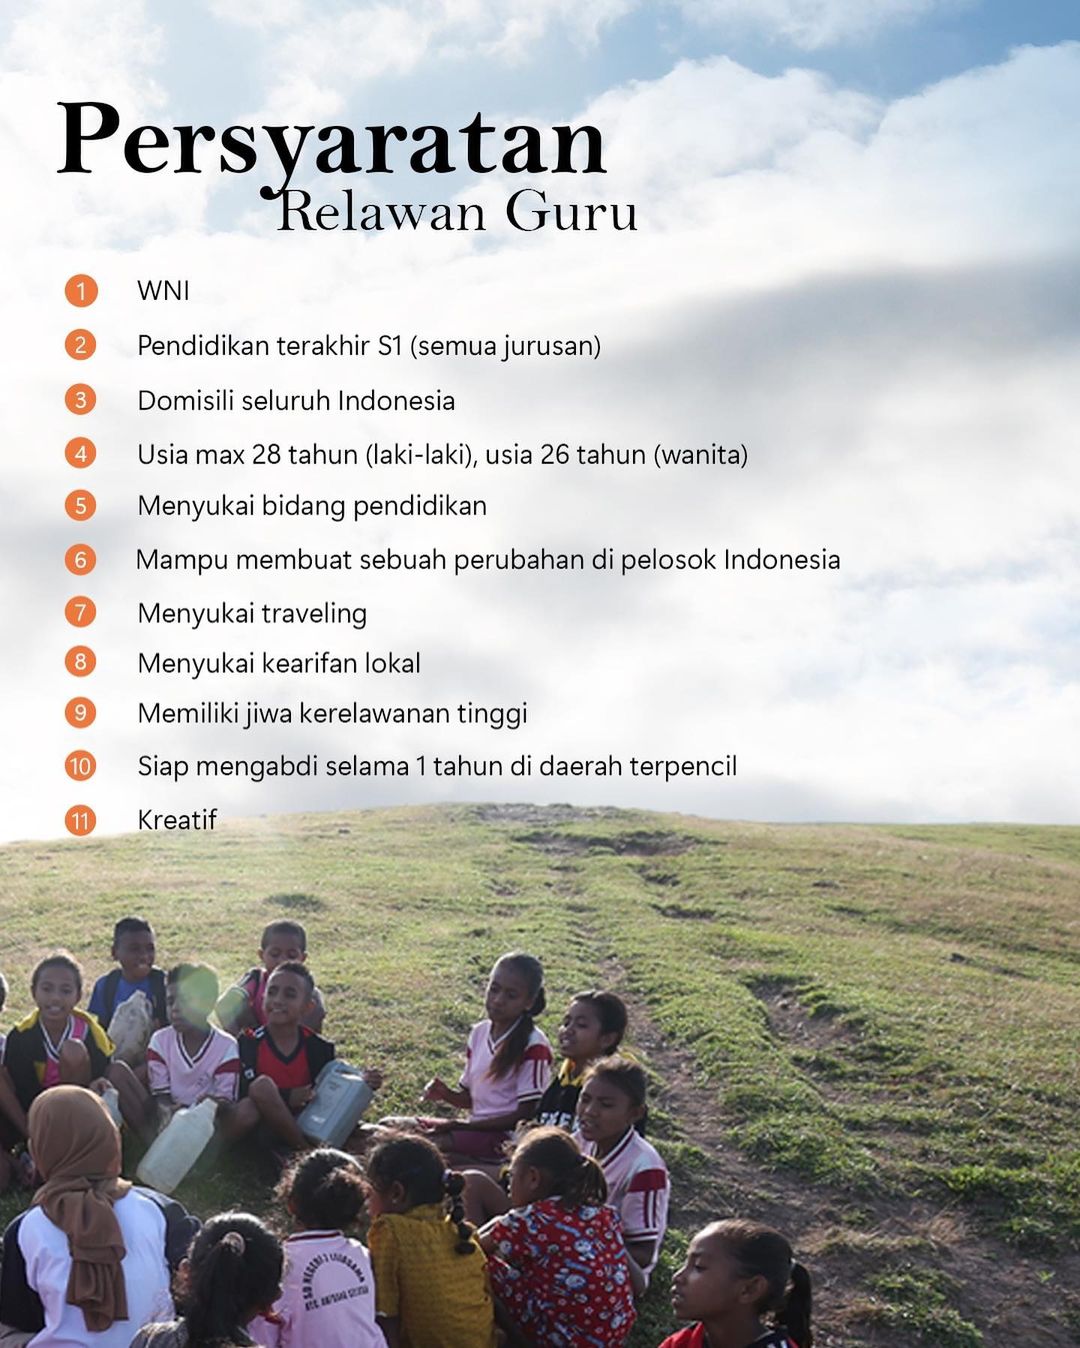 Persyaratan
Relawan Guru
1 WNI
2 Pendidikan terakhir S1 (semua jurusan)
3 Domisili seluruh Indonesia
4 Usia max 28 tahun (laki-laki), usia 26 tahun (wanita)
5 Menyukai bidang pendidikan
6 Mampu membuat sebuah perubahan di pelosok Indonesia
7 Menyukai traveling
8 Menyukai kearifan lokal
9 Memiliki jiwa kerelawanan tinggi
10 Siap mengabdi selama 1 tahun di daerah terpencil
11 Kreatif
SD NEGERI
KEC.